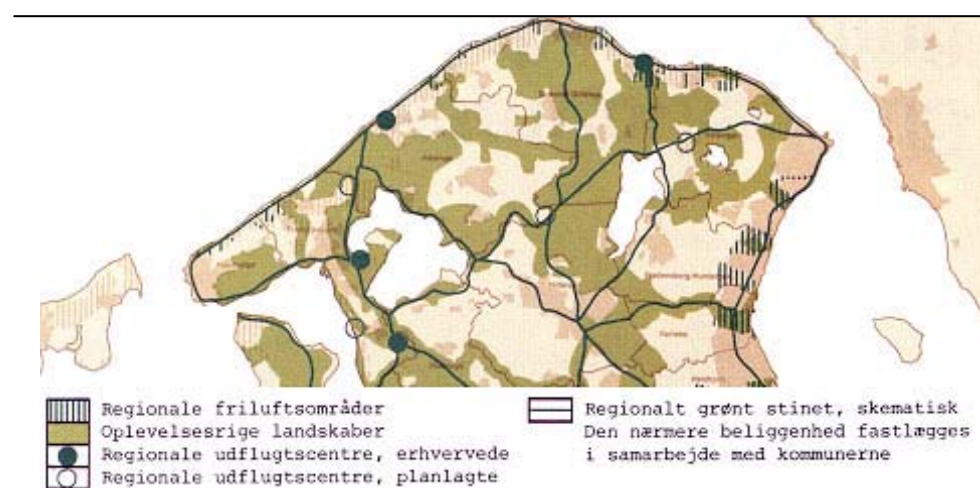 Regionale friluftsområder
Oplevelsesrige landskaber
Regionale udflugtscentre, erhvervede
Regionale udflugtscentre, planlagte
Regionalt grønt stinet, skematisk
Den nærmere beliggenhed fastlægges
i samarbejde med kommunerne